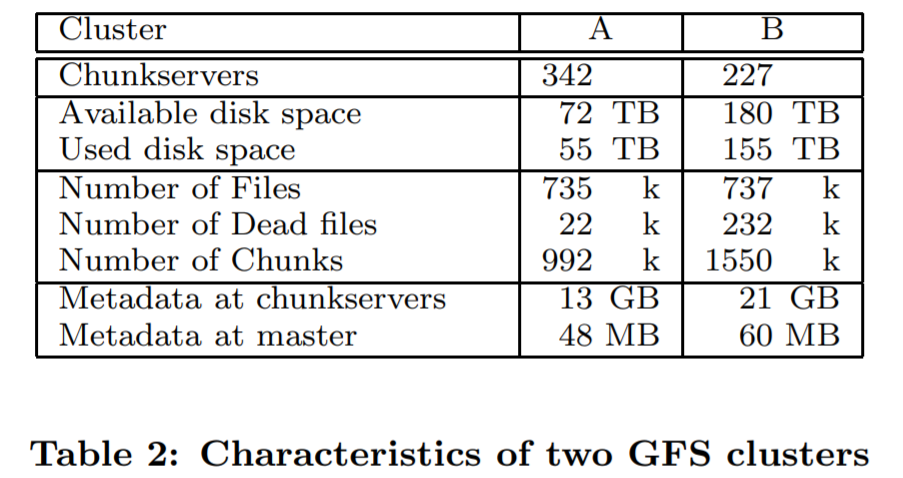 Cluster A B
Chunkservers 342 227
Available disk space 72 TB 180 TB
Used disk space 55 TB 155 TB
Number of Files 735 k 737 k
Number of Dead files 22 k 232 k
Number of Chunks 992 k 1550 k
Metadata at chunkservers 13 GB 21 GB
Metadata at master 48 MB 60 MB
Table 2: Characteristics of two GFS clusters